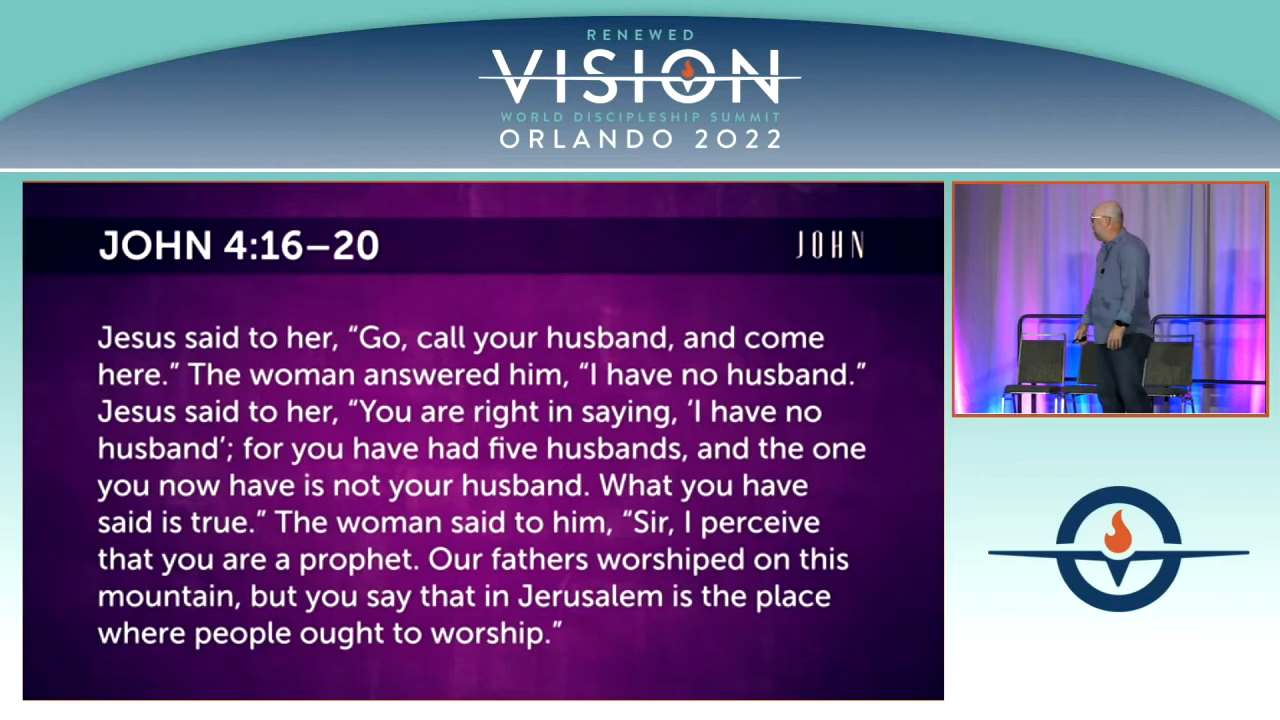 RENEWED
VISION
WORLD DISCIPLESHIP SUMMIT
ORLANDO 2022
JOHN 4:16–20
JOHN
Jesus said to her, “Go, call your husband, and come
here.” The woman answered him, “I have no husband.”
Jesus said to her, “You are right in saying, ‘I have no
husband’; for you have had five husbands, and the one
you now have is not your husband. What you have
said is true.” The woman said to him, “Sir, I perceive
that you are a prophet. Our fathers worshiped on this
mountain, but you say that in Jerusalem is the place
where people ought to worship.”